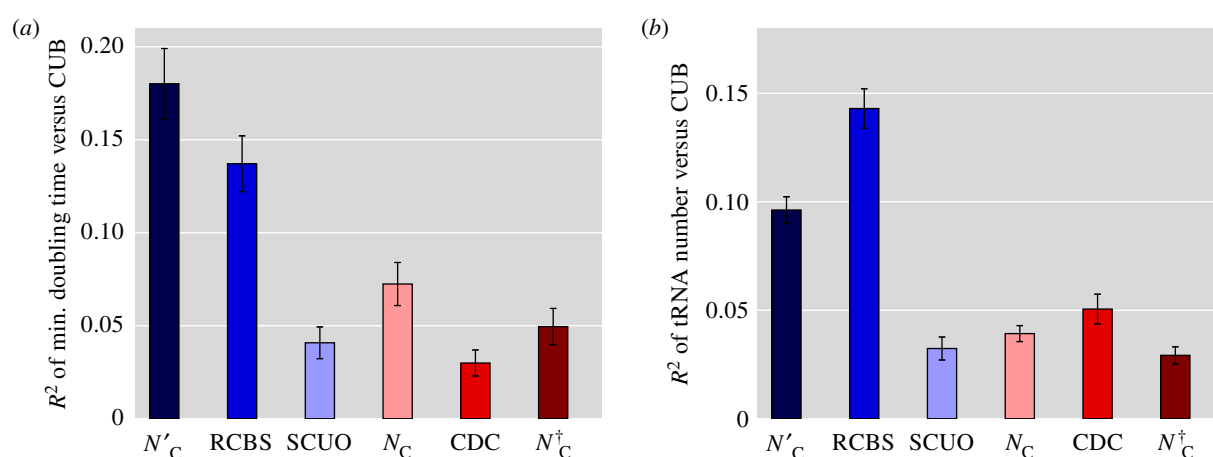 (a)
R² of min. doubling time versus CUB
0.20
0.15
0.10
0.05
0
N′C RCBS SCUO NC CDC N†C
(b)
R² of tRNA number versus CUB
0.15
0.10
0.05
0
N′C RCBS SCUO NC CDC N†C